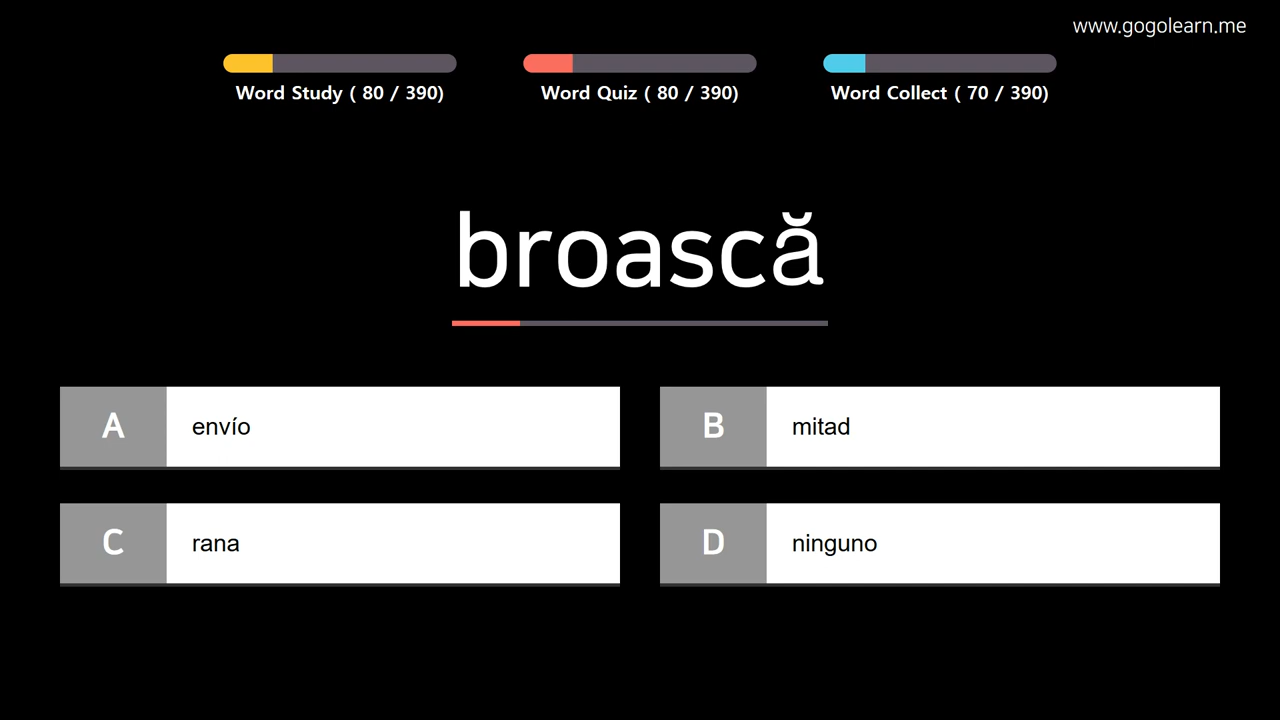 www.gogolearn.me
Word Study ( 80 / 390)
Word Quiz ( 80 / 390)
Word Collect ( 70 / 390)
broască
A envío
B mitad
C rana
D ninguno